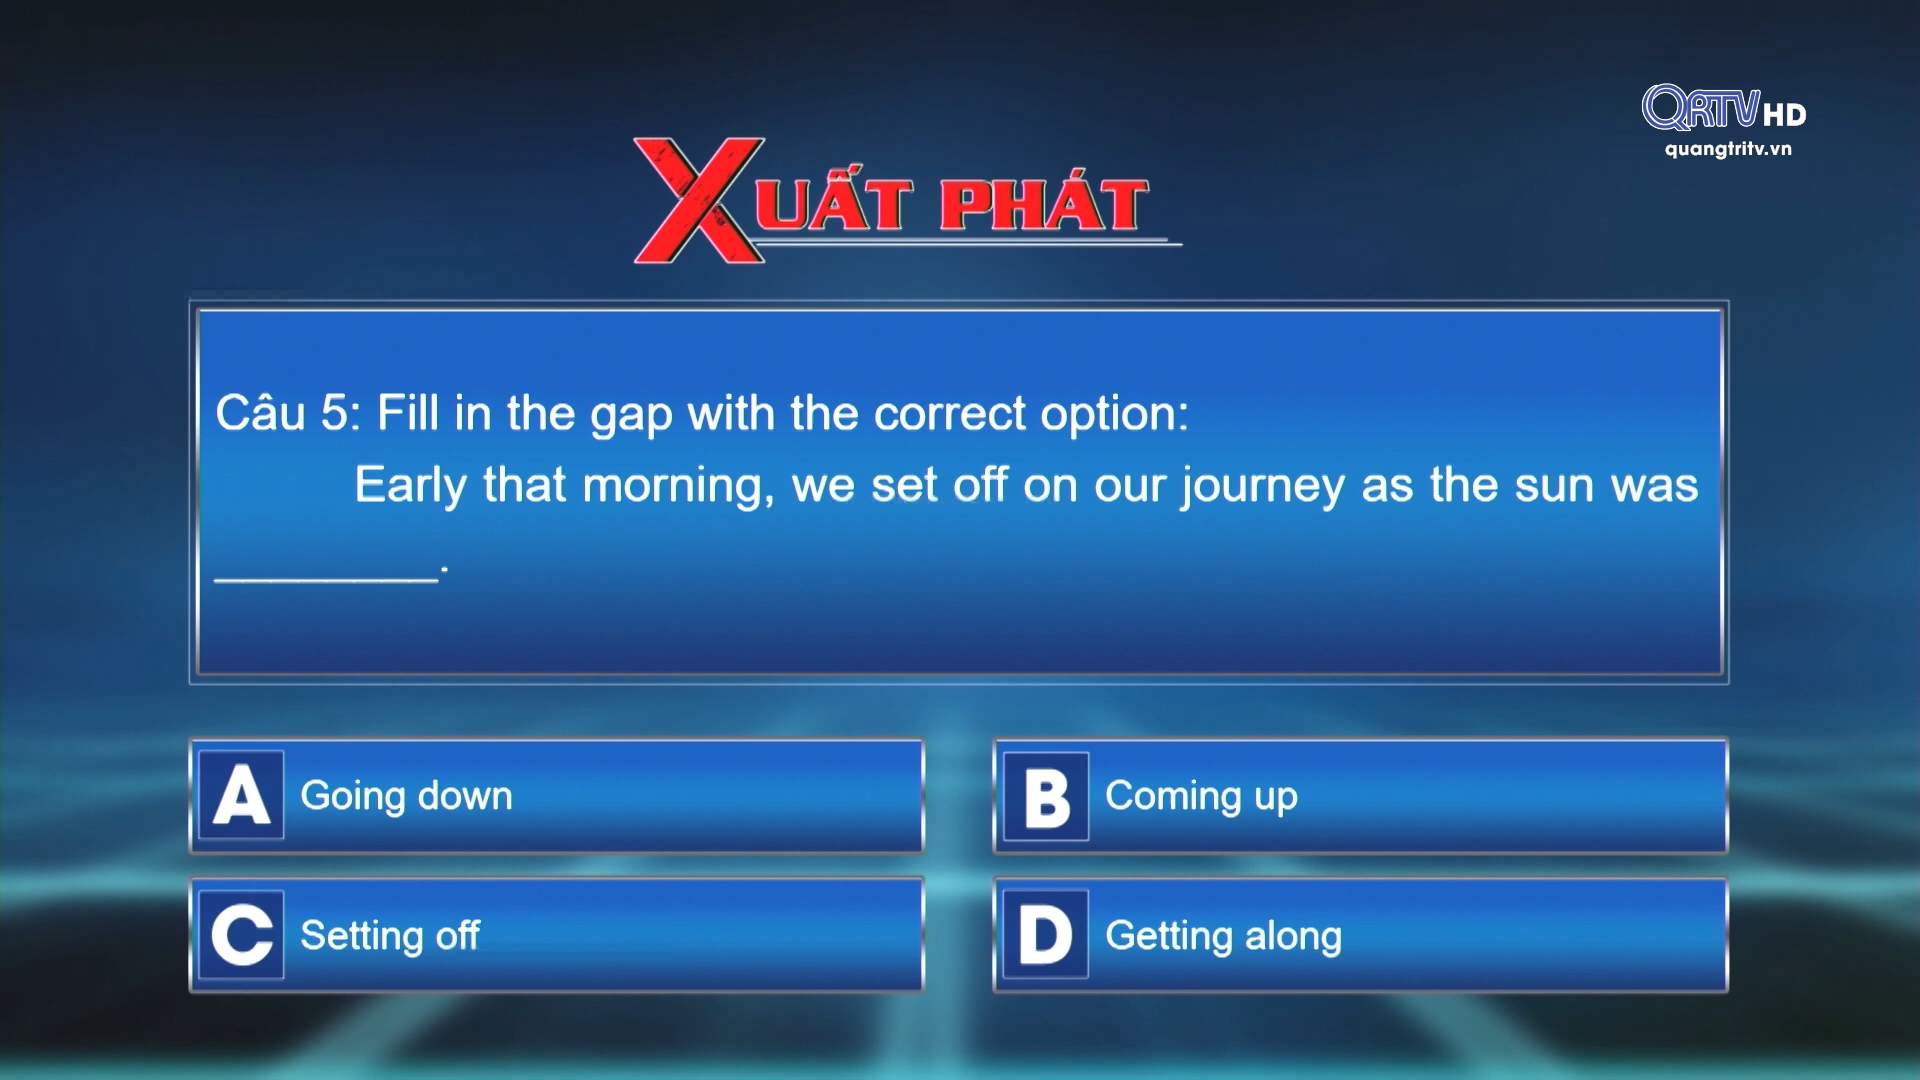 QRTV HD
quangtritv.vn
XUẤT PHÁT
Câu 5: Fill in the gap with the correct option:
Early that morning, we set off on our journey as the sun was
________.
A Going down
B Coming up
C Setting off
D Getting along